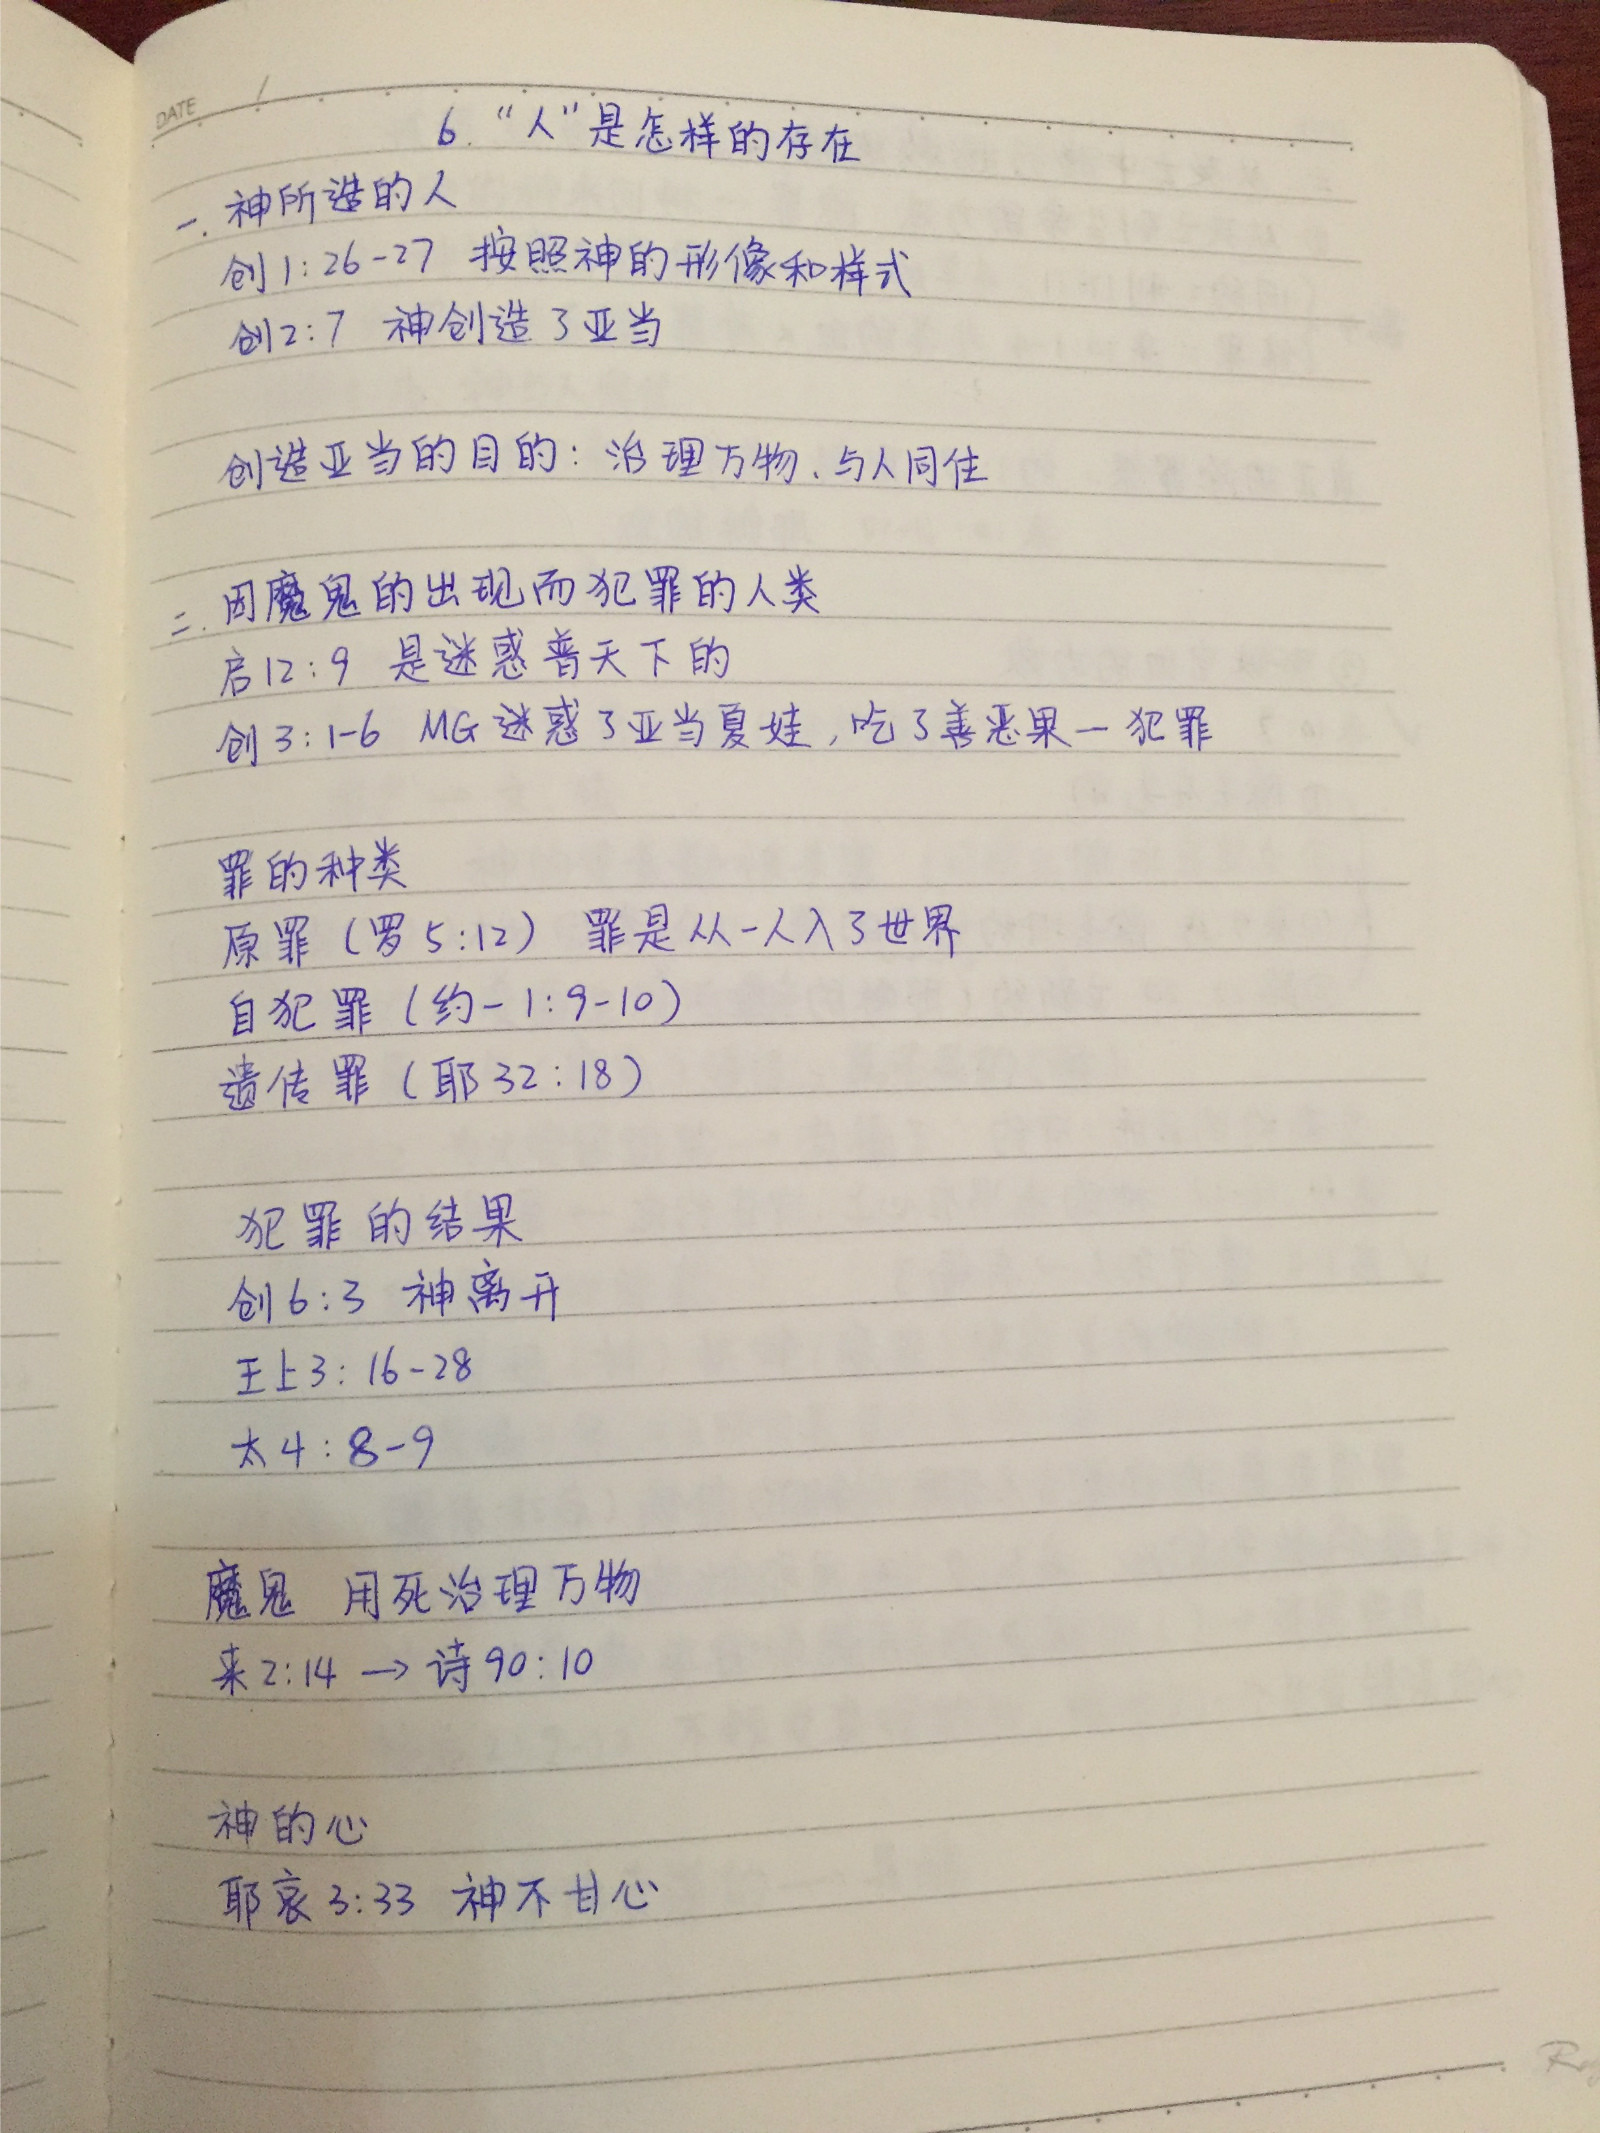 DATE /
6. “人”是怎样的存在
一. 神所造的人
创1:26-27 按照神的形像和样式
创2:7 神创造了亚当
创造亚当的目的: 治理万物、与人同住
二. 因魔鬼的出现而犯罪的人类
启12:9 是迷惑普天下的
创3:1-6 MG迷惑了亚当夏娃,吃了善恶果—犯罪
罪的种类
原罪(罗5:12) 罪是从一人入了世界
自犯罪(约一1:9-10)
遗传罪(耶32:18)
犯罪的结果
创6:3 神离开
王上3:16-28
太4:8-9
魔鬼 用死治理万物
来2:14→诗90:10
神的心
耶哀3:33 神不甘心